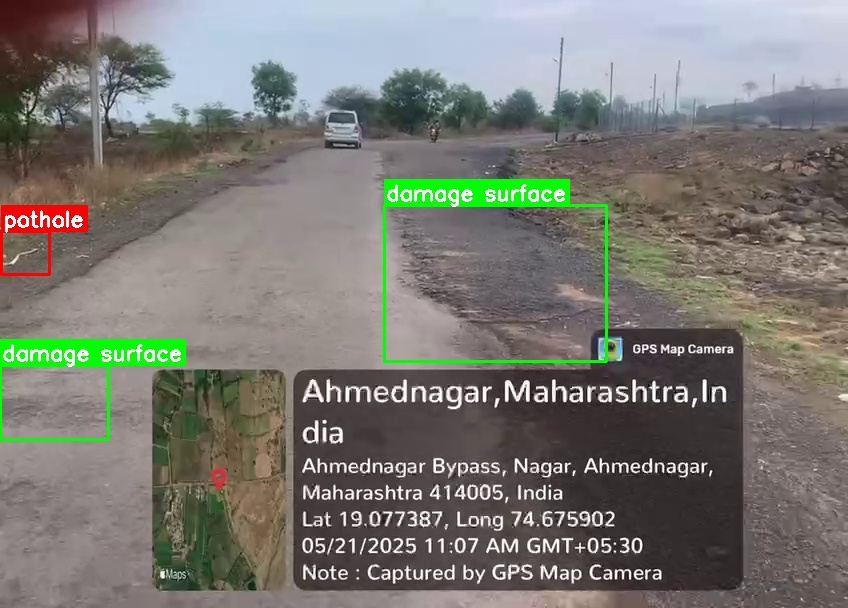 damage surface
pothole
damage surface
GPS Map Camera
Ahmednagar,Maharashtra,In
dia
Ahmednagar Bypass, Nagar, Ahmednagar,
Maharashtra 414005, India
Lat 19.077387, Long 74.675902
05/21/2025 11:07 AM GMT+05:30
Note : Captured by GPS Map Camera
Maps